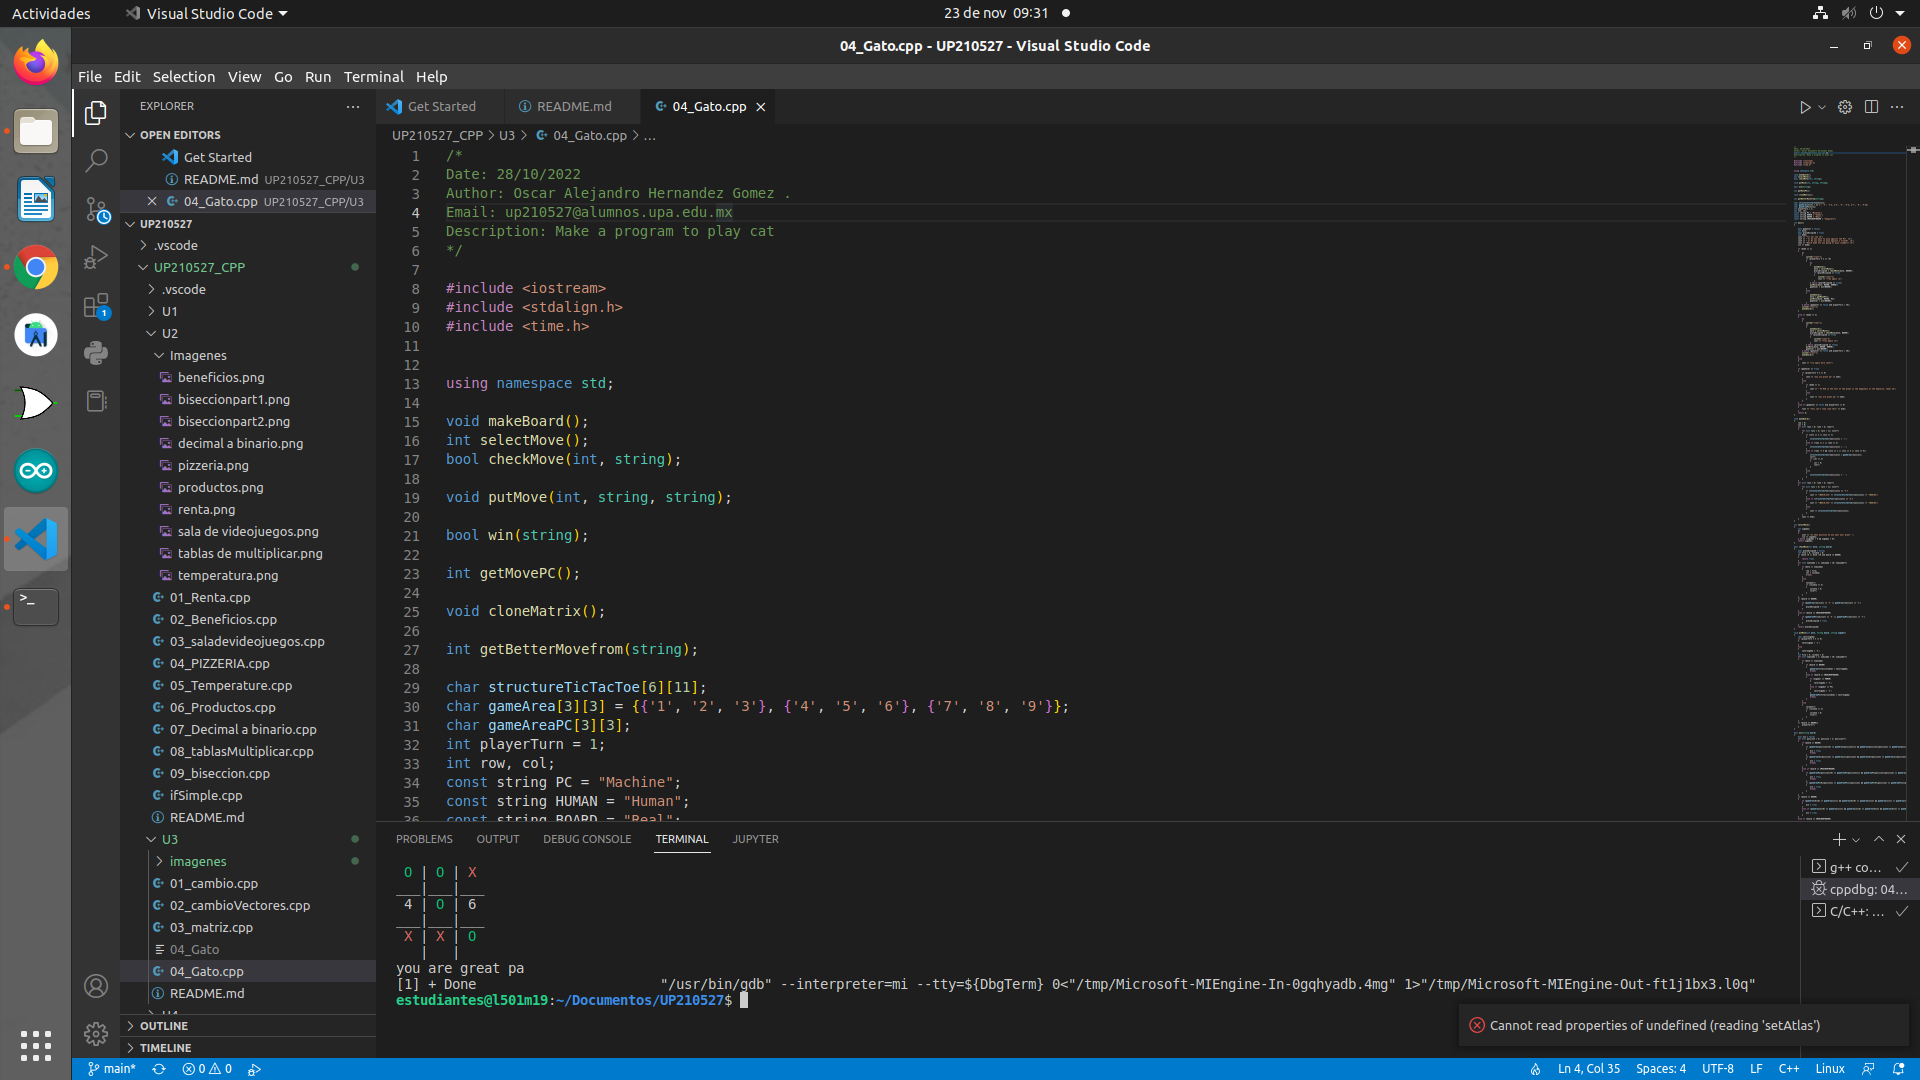 Actividades
Visual Studio Code
23 de nov 09:31
04_Gato.cpp - UP210527 - Visual Studio Code
File Edit Selection View Go Run Terminal Help
EXPLORER
OPEN EDITORS
Get Started
README.md UP210527_CPP/U3
04_Gato.cpp UP210527_CPP/U3
UP210527
.vscode
UP210527_CPP
.vscode
U1
U2
Imagenes
beneficios.png
biseccionpart1.png
biseccionpart2.png
decimal a binario.png
pizzeria.png
productos.png
renta.png
sala de videojuegos.png
tablas de multiplicar.png
temperatura.png
01_Renta.cpp
02_Beneficios.cpp
03_saladevideojuegos.cpp
04_PIZZERIA.cpp
05_Temperature.cpp
06_Productos.cpp
07_Decimal a binario.cpp
08_tablasMultiplicar.cpp
09_biseccion.cpp
ifSimple.cpp
README.md
U3
imagenes
01_cambio.cpp
02_cambioVectores.cpp
03_matriz.cpp
04_Gato
04_Gato.cpp
README.md
OUTLINE
TIMELINE
Get Started
README.md
04_Gato.cpp
UP210527_CPP > U3 > 04_Gato.cpp > ...
1 /*
2 Date: 28/10/2022
3 Author: Oscar Alejandro Hernandez Gomez .
4 Email: up210527@alumnos.upa.edu.mx
5 Description: Make a program to play cat
6 */
7
8 #include <iostream>
9 #include <stdalign.h>
10 #include <time.h>
11
12
13 using namespace std;
14
15 void makeBoard();
16 int selectMove();
17 bool checkMove(int, string);
18
19 void putMove(int, string, string);
20
21 bool win(string);
22
23 int getMovePC();
24
25 void cloneMatrix();
26
27 int getBetterMovefrom(string);
28
29 char structureTicTacToe[6][11];
30 char gameArea[3][3] = {{'1', '2', '3'}, {'4', '5', '6'}, {'7', '8', '9'}};
31 char gameAreaPC[3][3];
32 int playerTurn = 1;
33 int row, col;
34 const string PC = "Machine";
35 const string HUMAN = "Human";
36 const string BOARD = "Real";
PROBLEMS OUTPUT DEBUG CONSOLE TERMINAL JUPYTER
O | O | X
___|___|___
4 | O | 6
___|___|___
X | X | O
| |
you are great pa
[1] + Done "/usr/bin/gdb" --interpreter=mi --tty=${DbgTerm} 0<"/tmp/Microsoft-MIEngine-In-0gqhyadb.4mg" 1>"/tmp/Microsoft-MIEngine-Out-ft1j1bx3.l0q"
estudiantes@l501m19:~/Documentos/UP210527$
g++ co...
cppdbg: 04...
C/C++: ...
Cannot read properties of undefined (reading 'setAtlas')
main* 0 0
Ln 4, Col 35 Spaces: 4 UTF-8 LF C++ Linux